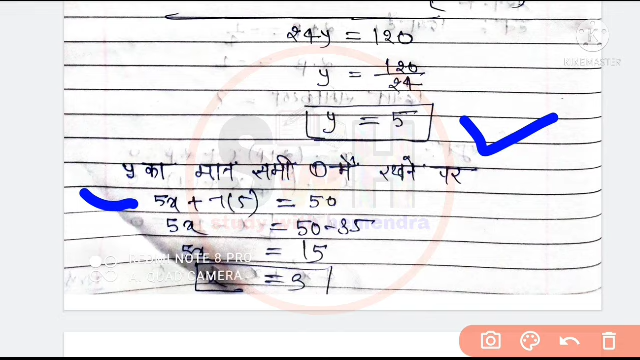 24y = 120
y = 120/24
y = 5
y का मान समी ① में रखने पर
5x + 7(5) = 50
5x = 50-35
5x = 15
= 3
REDMI NOTE 8 PRO
AI QUAD CAMERA
KINEMASTER